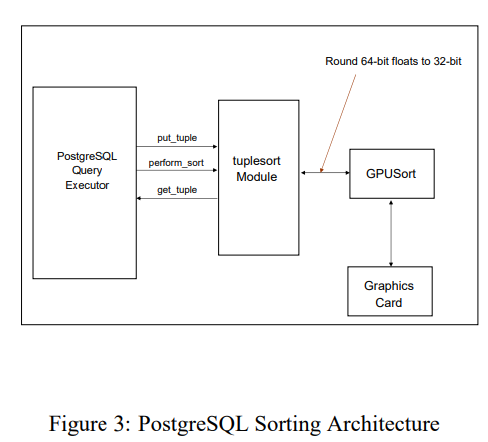 Round 64-bit floats to 32-bit
PostgreSQL
Query
Executor
put_tuple
perform_sort
get_tuple
tuplesort
Module
GPUSort
Graphics
Card
Figure 3: PostgreSQL Sorting Architecture